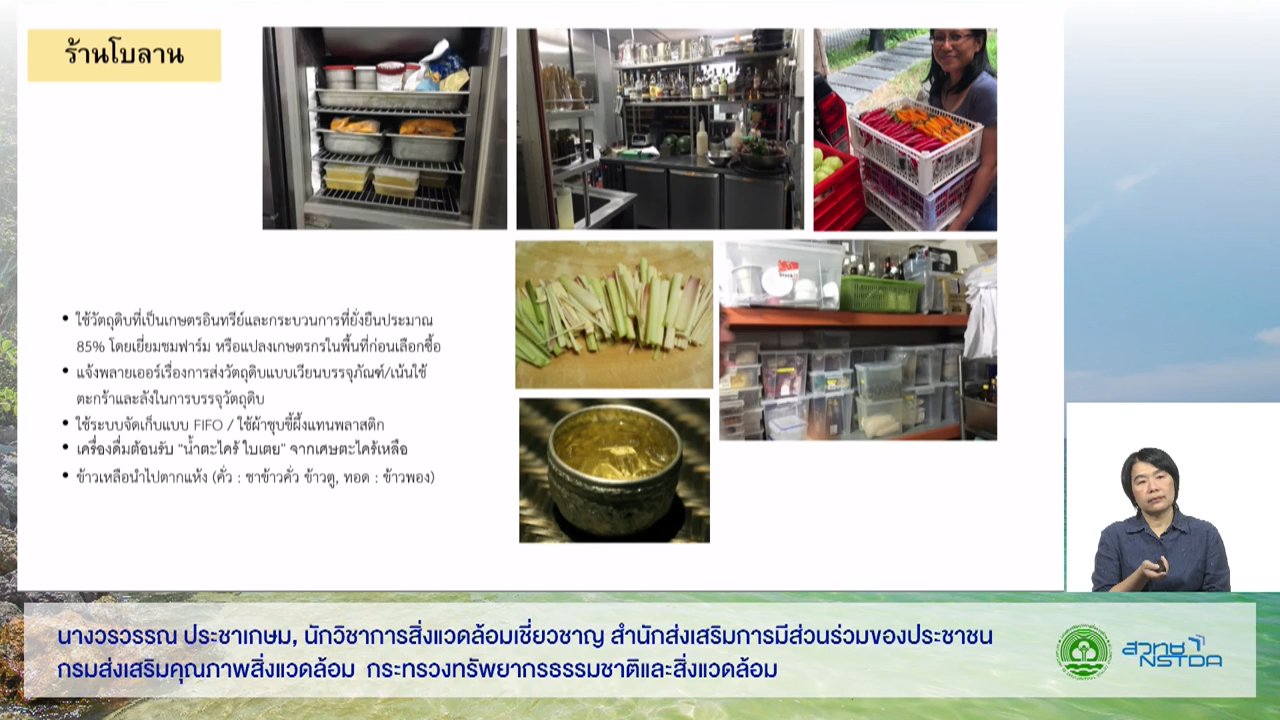 ร้านโบลาน
• ใช้วัตถุดิบที่เป็นเกษตรอินทรีย์และกระบวนการที่ยั่งยืนประมาณ
85% โดยเยี่ยมชมฟาร์ม หรือแปลงเกษตรกรในพื้นที่ก่อนเลือกซื้อ
• แจ้งพลายเออร์เรื่องการส่งวัตถุดิบแบบเวียนบรรจุภัณฑ์/เน้นใช้
ตะกร้าและลังในการบรรจุวัตถุดิบ
• ใช้ระบบจัดเก็บแบบ FIFO / ใช้ผ้าชุบขี้ผึ้งแทนพลาสติก
• เครื่องดื่มต้อนรับ "น้ำตะไคร้ ใบเตย" จากเศษตะไคร้เหลือ
• ข้าวเหลือนำไปตากแห้ง (คั่ว : ชาข้าวคั่ว ข้าวตู, ทอด : ข้าวพอง)
นางวรวรรณ ประชาเกษม, นักวิชาการสิ่งแวดล้อมเชี่ยวชาญ สำนักส่งเสริมการมีส่วนร่วมของประชาชน
กรมส่งเสริมคุณภาพสิ่งแวดล้อม กระทรวงทรัพยากรธรรมชาติและสิ่งแวดล้อม
สวทช
NSTDA